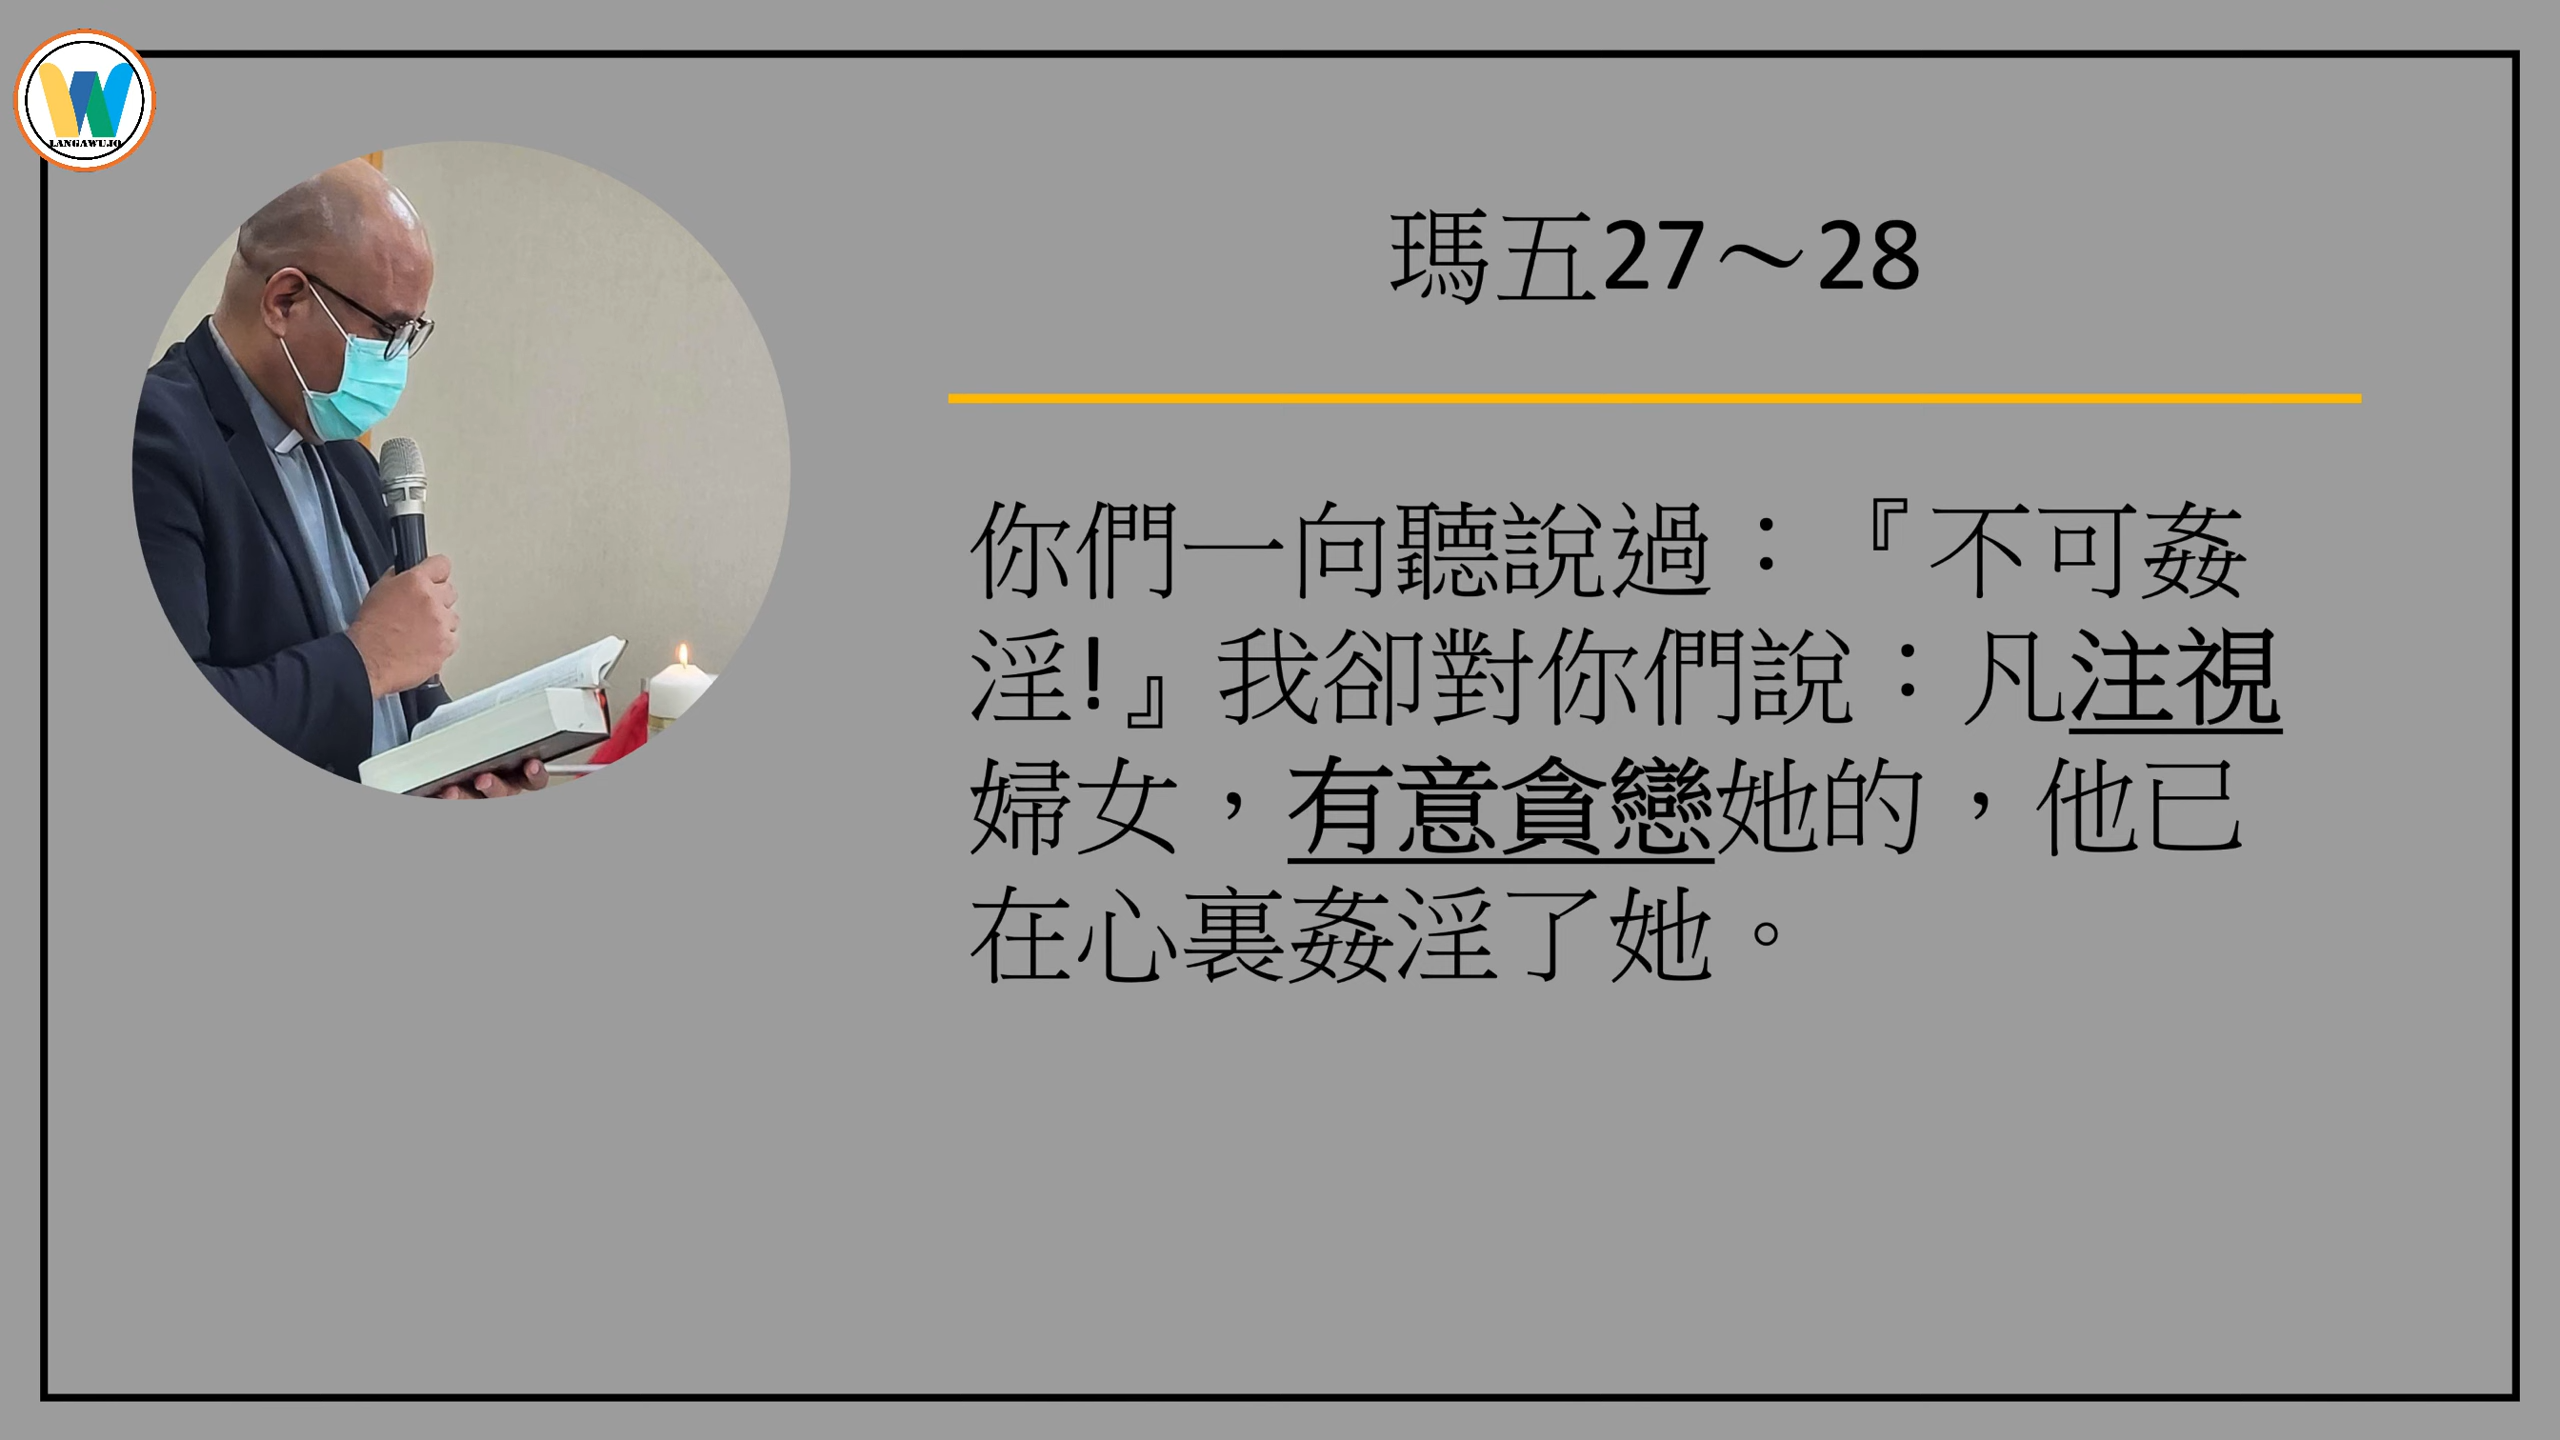 LANGAWUJO
瑪五27～28
你們一向聽說過：『不可姦
淫!』我卻對你們說：凡注視
婦女，有意貪戀她的，他已
在心裏姦淫了她。